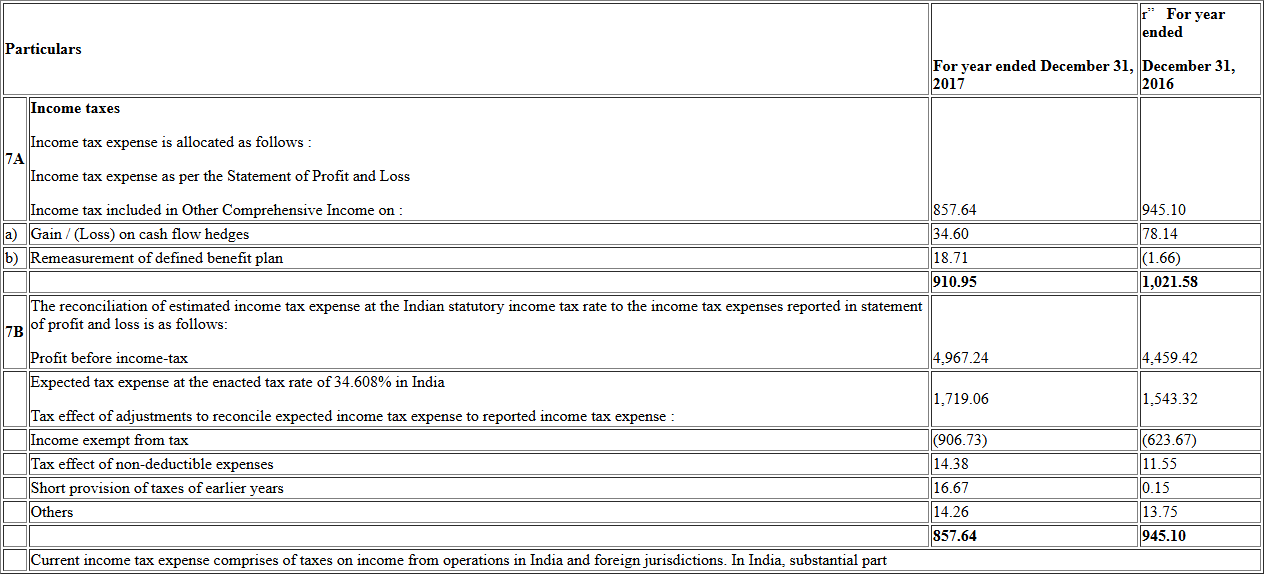 Particulars
For year ended December 31,
2017
r” For year
ended
December 31,
2016
7A
Income taxes
Income tax expense is allocated as follows :
Income tax expense as per the Statement of Profit and Loss
Income tax included in Other Comprehensive Income on :
857.64
945.10
a) Gain / (Loss) on cash flow hedges 34.60 78.14
b) Remeasurement of defined benefit plan 18.71 (1.66)
910.95 1,021.58
7B
The reconciliation of estimated income tax expense at the Indian statutory income tax rate to the income tax expenses reported in statement
of profit and loss is as follows:
Profit before income-tax 4,967.24 4,459.42
Expected tax expense at the enacted tax rate of 34.608% in India
Tax effect of adjustments to reconcile expected income tax expense to reported income tax expense :
1,719.06 1,543.32
Income exempt from tax (906.73) (623.67)
Tax effect of non-deductible expenses 14.38 11.55
Short provision of taxes of earlier years 16.67 0.15
Others 14.26 13.75
857.64 945.10
Current income tax expense comprises of taxes on income from operations in India and foreign jurisdictions. In India, substantial part